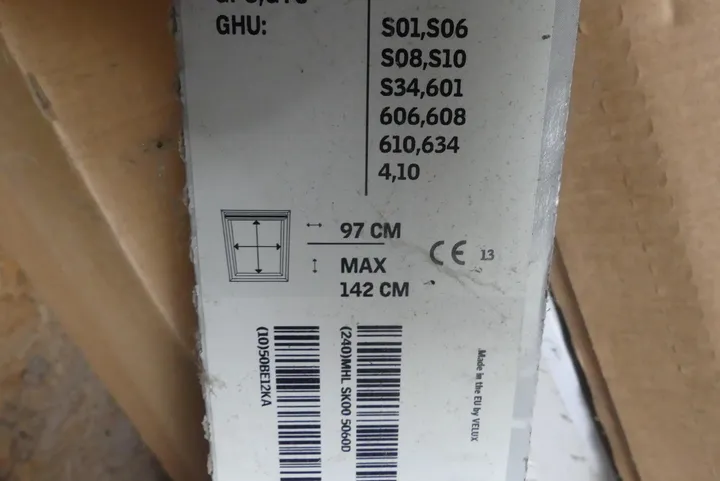 GHU:
S01,S06
S08,S10
S34,601
606,608
610,634
4,10
97 CM
MAX
142 CM
CE 13
(10)50BE12KA
(240)MHL SK00 5060D
Made in the EU by VELUX